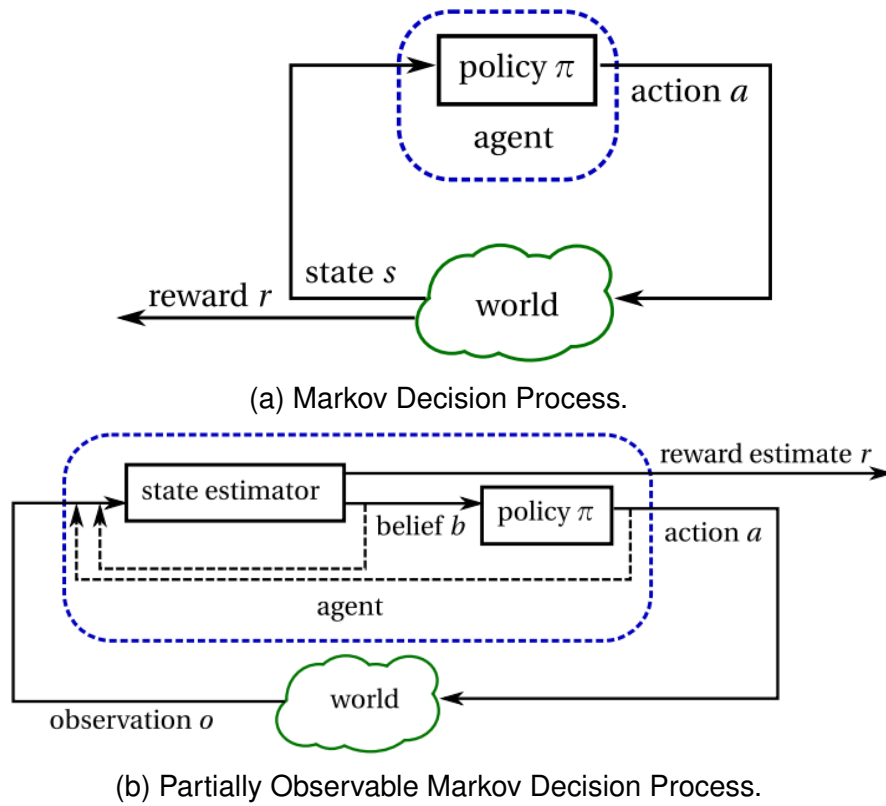 policy π
action a
agent
state s
reward r
world
(a) Markov Decision Process.
reward estimate r
state estimator
policy π
belief b
action a
agent
world
observation o
(b) Partially Observable Markov Decision Process.